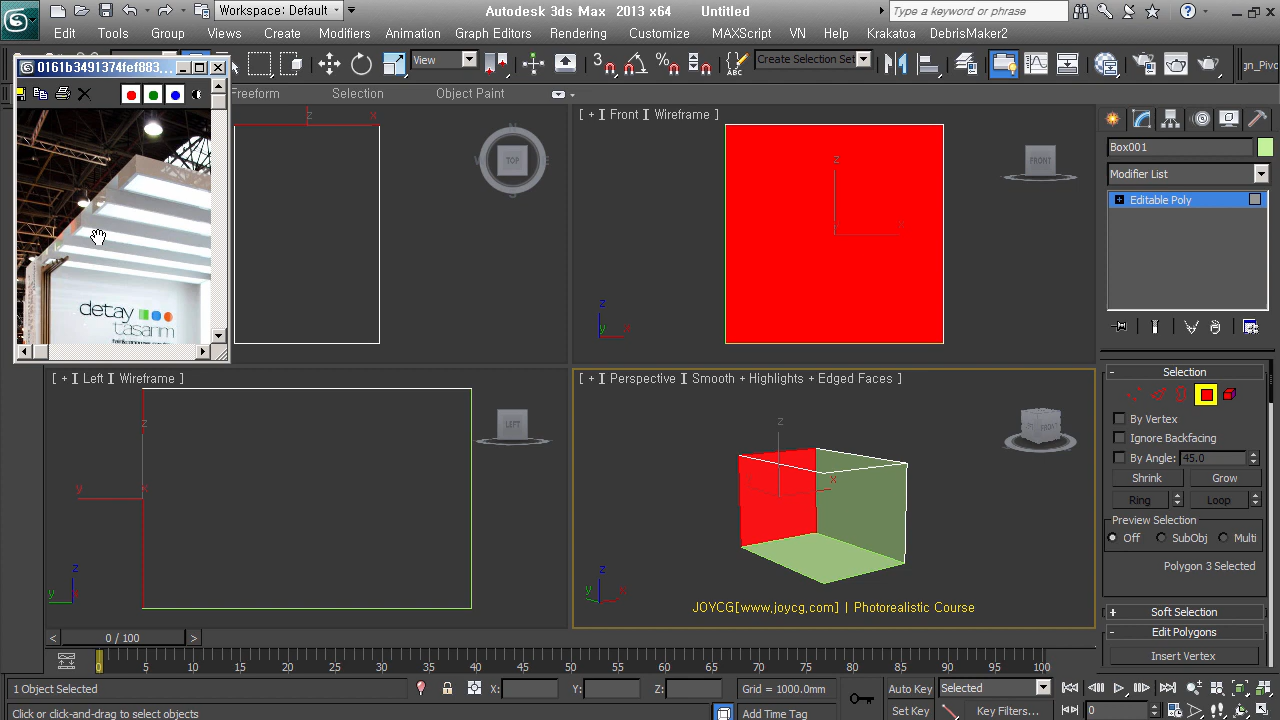 Workspace: Default
Autodesk 3ds Max 2013 x64 Untitled
Type a keyword or phrase
Edit Tools Group Views Create Modifiers Animation Graph Editors Rendering Customize MAXScript VN Help Krakatoa DebrisMaker2
0161b3491374fef883...
View
3
Create Selection Set
gn_Pivo
Freeform Selection Object Paint
z x
N
W TOP E
S
[ + ] Front ] Wireframe ]
z
FRONT
z
y x
detay
tasarım
[ + ] Left ] Wireframe ]
z
y x
LEFT
z
y
[ + ] Perspective ] Smooth + Highlights + Edged Faces ]
z
x
FRONT
z
y x
JOYCG[www.joycg.com] | Photorealistic Course
Box001
Modifier List
Editable Poly
Selection
By Vertex
Ignore Backfacing
By Angle: 45.0
Shrink Grow
Ring Loop
Preview Selection
Off SubObj Multi
Polygon 3 Selected
Soft Selection
Edit Polygons
Insert Vertex
< 0 / 100 >
0 5 10 15 20 25 30 35 40 45 50 55 60 65 70 75 80 85 90 95 100
1 Object Selected X: Y: Z: Grid = 1000.0mm Auto Key Selected
Click or click-and-drag to select objects Add Time Tag Set Key Key Filters... 0